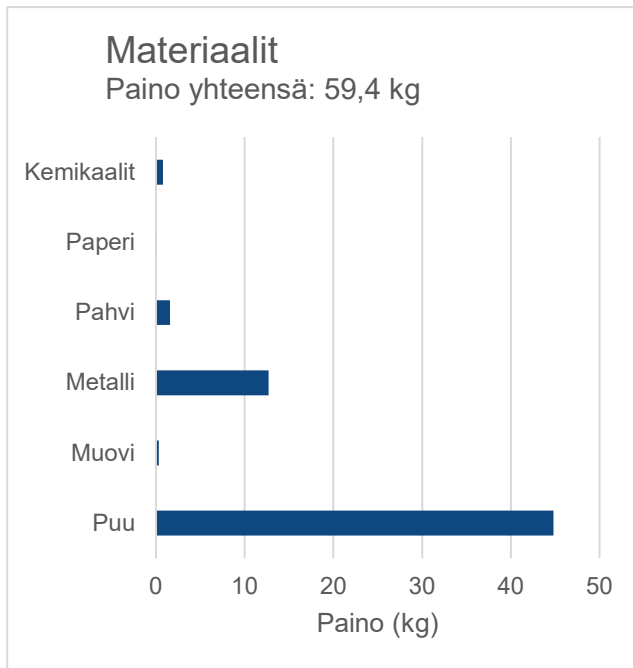 Materiaalit
Paino yhteensä: 59,4 kg
Kemikaalit
Paperi
Pahvi
Metalli
Muovi
Puu
0 10 20 30 40 50
Paino (kg)